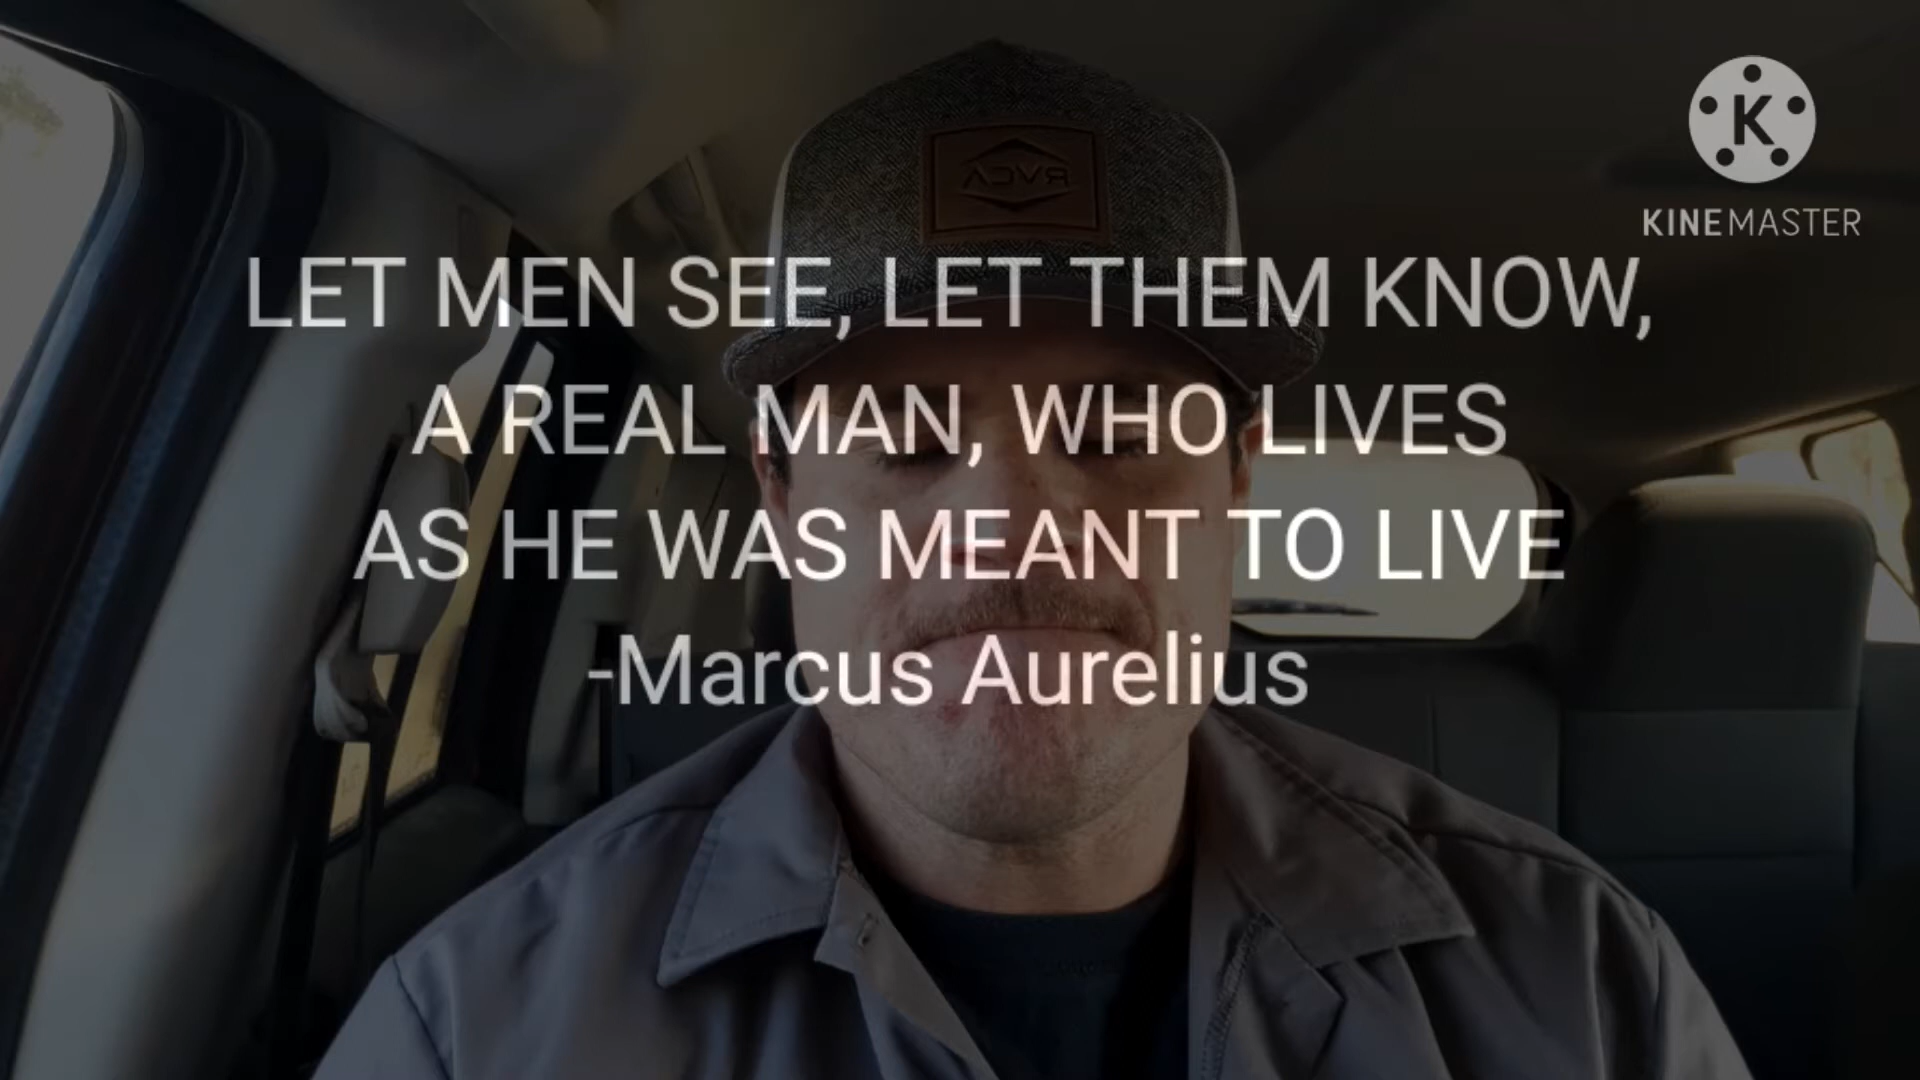 RVCA
KINEMASTER
LET MEN SEE, LET THEM KNOW,
A REAL MAN, WHO LIVES
AS HE WAS MEANT TO LIVE
-Marcus Aurelius